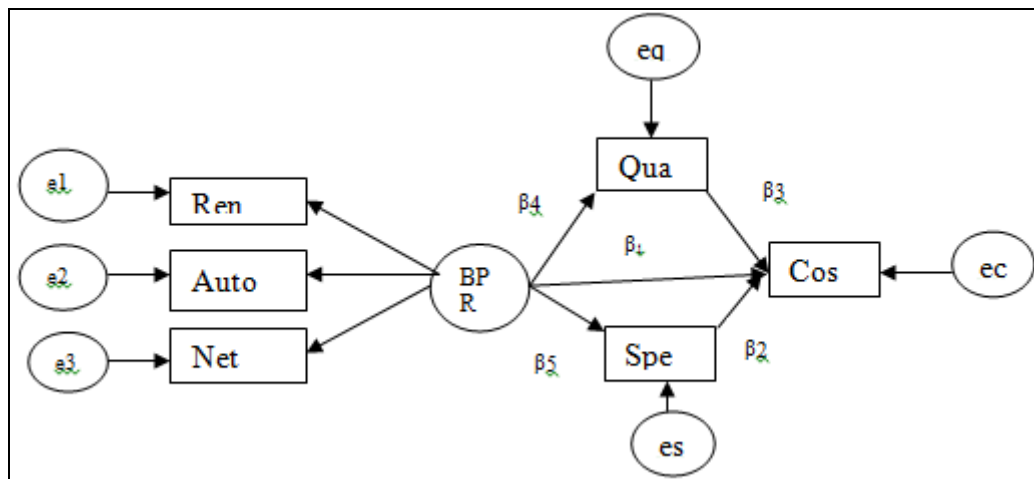 eq
e1
Ren
Qua
β4
β3
β1
e2
Auto
BP
R
Cos
ec
e3
Net
β5
Spe
β2
es